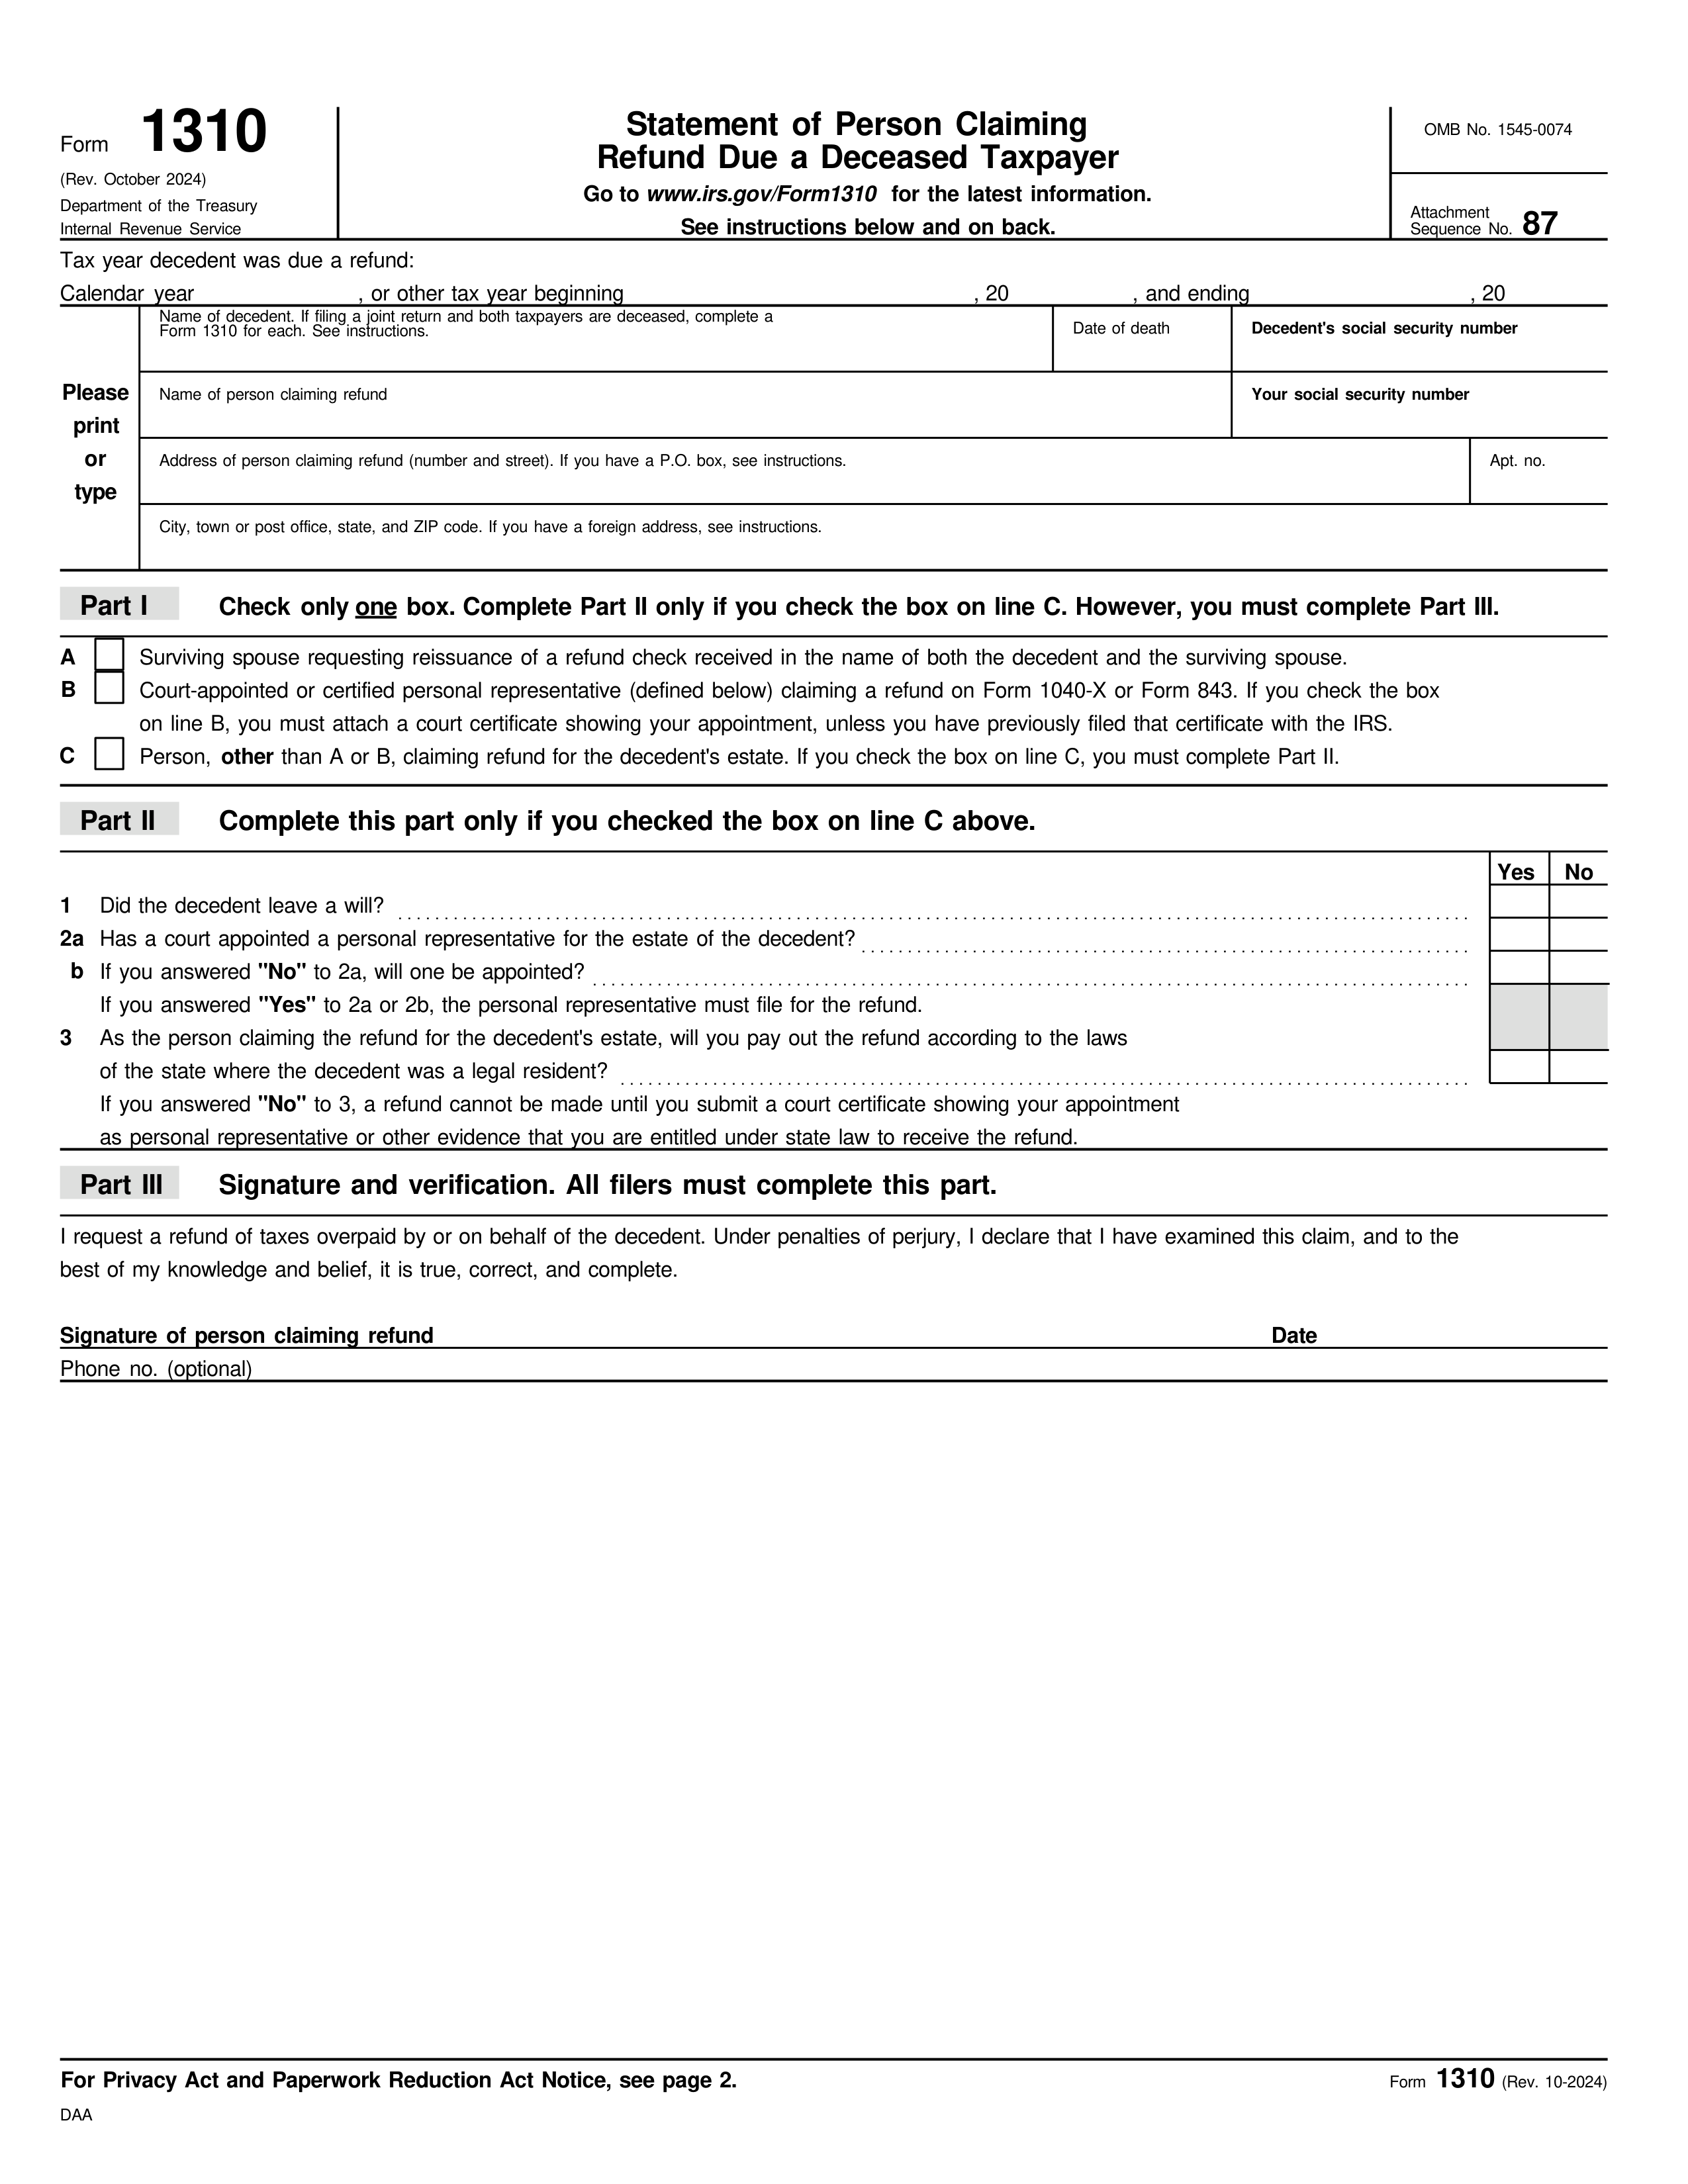 Form 1310
(Rev. October 2024)
Department of the Treasury
Internal Revenue Service
Statement of Person Claiming
Refund Due a Deceased Taxpayer
Go to www.irs.gov/Form1310 for the latest information.
See instructions below and on back.
OMB No. 1545-0074
Attachment
Sequence No. 87
Tax year decedent was due a refund:
Calendar year , or other tax year beginning , 20 , and ending , 20
Please
print
or
type
Name of decedent. If filing a joint return and both taxpayers are deceased, complete a
Form 1310 for each. See instructions.
Date of death
Decedent's social security number
Name of person claiming refund
Your social security number
Address of person claiming refund (number and street). If you have a P.O. box, see instructions.
Apt. no.
City, town or post office, state, and ZIP code. If you have a foreign address, see instructions.
Part I Check only one box. Complete Part II only if you check the box on line C. However, you must complete Part III.
A Surviving spouse requesting reissuance of a refund check received in the name of both the decedent and the surviving spouse.
B Court-appointed or certified personal representative (defined below) claiming a refund on Form 1040-X or Form 843. If you check the box
on line B, you must attach a court certificate showing your appointment, unless you have previously filed that certificate with the IRS.
C Person, other than A or B, claiming refund for the decedent's estate. If you check the box on line C, you must complete Part II.
Part II Complete this part only if you checked the box on line C above.
Yes No
1 Did the decedent leave a will?
2a Has a court appointed a personal representative for the estate of the decedent?
b If you answered "No" to 2a, will one be appointed?
If you answered "Yes" to 2a or 2b, the personal representative must file for the refund.
3 As the person claiming the refund for the decedent's estate, will you pay out the refund according to the laws
of the state where the decedent was a legal resident?
If you answered "No" to 3, a refund cannot be made until you submit a court certificate showing your appointment
as personal representative or other evidence that you are entitled under state law to receive the refund.
Part III Signature and verification. All filers must complete this part.
I request a refund of taxes overpaid by or on behalf of the decedent. Under penalties of perjury, I declare that I have examined this claim, and to the
best of my knowledge and belief, it is true, correct, and complete.
Signature of person claiming refund Date
Phone no. (optional)
For Privacy Act and Paperwork Reduction Act Notice, see page 2.
Form 1310 (Rev. 10-2024)
DAA